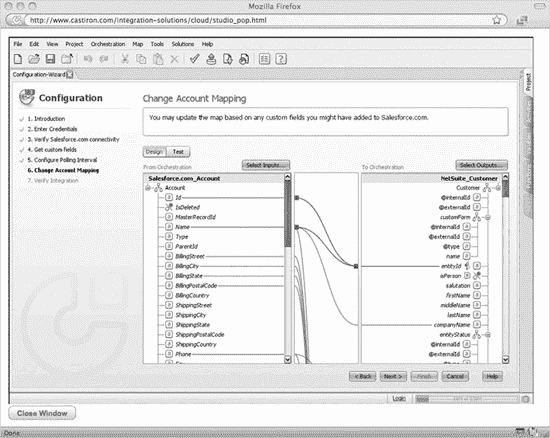 Mozilla Firefox
http://www.castiron.com/integration-solutions/cloud/studio_pop.html
File Edit View Project Orchestration Map Tools Solutions Help
Configuration-Wizard
Project
Configuration
1. Introduction
2. Enter Credentials
3. Verify Salesforce.com connectivity
4. Get custom fields
5. Configure Polling Interval
6. Change Account Mapping
7. Verify Integration
Change Account Mapping
You may update the map based on any custom fields you might have added to Salesforce.com.
Design Test
From Orchestration Select Inputs... To Orchestration Select Outputs...
Salesforce.com_Account
Account
Id
IsDeleted
MasterRecordId
Name
Type
ParentId
BillingStreet
BillingCity
BillingState
BillingPostalCode
BillingCountry
ShippingStreet
ShippingCity
ShippingState
ShippingPostalCode
ShippingCountry
Phone
NetSuite_Customer
Customer
@internalId
@externalId
customForm
@internalId
@externalId
@type
name
entityId
isPerson
salutation
firstName
middleName
lastName
companyName
entityStatus
@internalId
@externalId
@type
< Back Next > Finish Cancel Help
Login
Close Window
Done